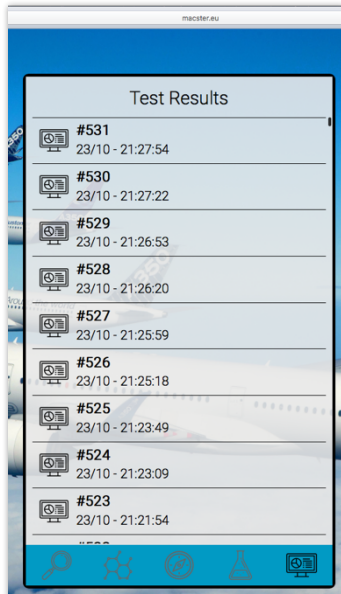 macster.eu
Test Results
#531
23/10 - 21:27:54
#530
23/10 - 21:27:22
#529
23/10 - 21:26:53
#528
23/10 - 21:26:20
#527
23/10 - 21:25:59
#526
23/10 - 21:25:18
#525
23/10 - 21:23:49
#524
23/10 - 21:23:09
#523
23/10 - 21:21:54